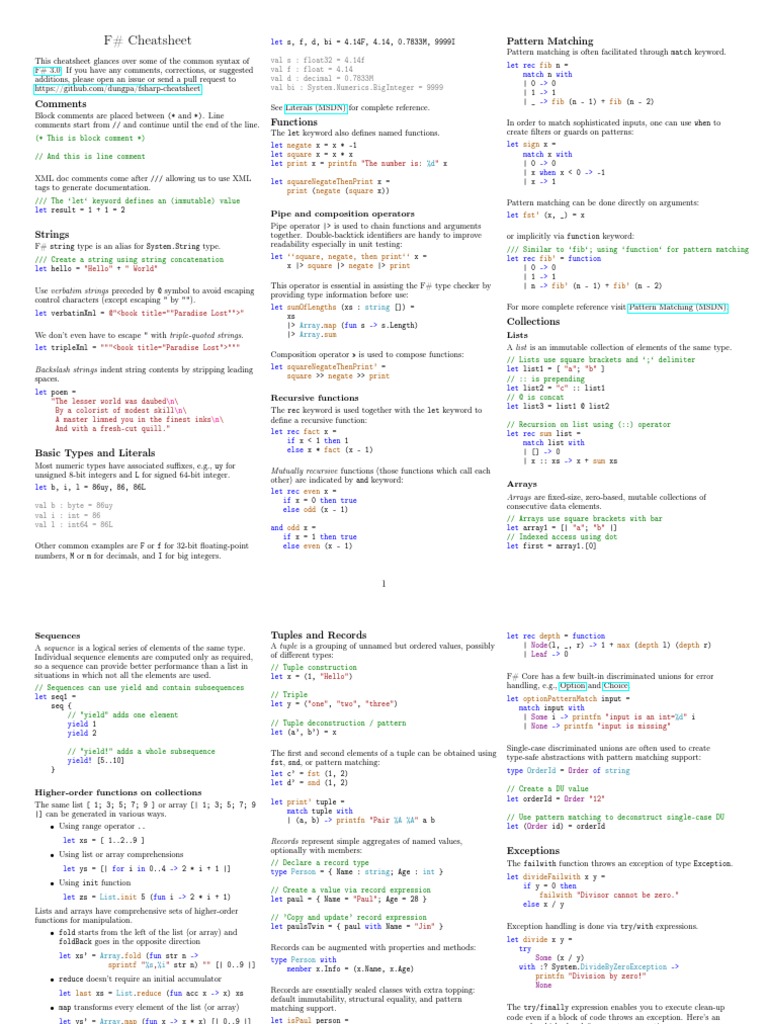 F# Cheatsheet
This cheatsheet glances over some of the common syntax of
F# 3.0. If you have any comments, corrections, or suggested
additions, please open an issue or send a pull request to
https://github.com/dungpa/fsharp-cheatsheet.
Comments
Block comments are placed between (* and *). Line
comments start from // and continue until the end of the line.
(* This is block comment *)
// And this is line comment
XML doc comments come after /// allowing us to use XML
tags to generate documentation.
/// The `let` keyword defines an (immutable) value
let result = 1 + 1 = 2
Strings
F# string type is an alias for System.String type.
/// Create a string using string concatenation
let hello = "Hello" + " World"
Use verbatim strings preceded by @ symbol to avoid escaping
control characters (except escaping " by "").
let verbatimXml = @"<book title=""Paradise Lost"">"
We don't even have to escape " with triple-quoted strings.
let tripleXml = """<book title="Paradise Lost">"""
Backslash strings indent string contents by stripping leading
spaces.
let poem =
"The lesser world was daubed\n\
By a colorist of modest skill\n\
A master limned you in the finest inks\n\
And with a fresh-cut quill."
Basic Types and Literals
Most numeric types have associated suffixes, e.g., uy for
unsigned 8-bit integers and L for signed 64-bit integer.
let b, i, l = 86uy, 86, 86L
val b : byte = 86uy
val i : int = 86
val l : int64 = 86L
Other common examples are F or f for 32-bit floating-point
numbers, M or m for decimals, and I for big integers.
let s, f, d, bi = 4.14F, 4.14, 0.7833M, 9999I
val s : float32 = 4.14f
val f : float = 4.14
val d : decimal = 0.7833M
val bi : System.Numerics.BigInteger = 9999
See Literals (MSDN) for complete reference.
Functions
The let keyword also defines named functions.
let negate x = x * -1
let square x = x * x
let print x = printfn "The number is: %d" x
let squareNegateThenPrint x =
print (negate (square x))
Pipe and composition operators
Pipe operator |> is used to chain functions and arguments
together. Double-backtick identifiers are handy to improve
readability especially in unit testing:
let ``square, negate, then print`` x =
x |> square |> negate |> print
This operator is essential in assisting the F# type checker by
providing type information before use:
let sumOfLengths (xs : string []) =
xs
|> Array.map (fun s -> s.Length)
|> Array.sum
Composition operator >> is used to compose functions:
let squareNegateThenPrint' =
square >> negate >> print
Recursive functions
The rec keyword is used together with the let keyword to
define a recursive function:
let rec fact x =
if x < 1 then 1
else x * fact (x - 1)
Mutually recursive functions (those functions which call each
other) are indicated by and keyword:
let rec even x =
if x = 0 then true
else odd (x - 1)
and odd x =
if x = 1 then true
else even (x - 1)
Pattern Matching
Pattern matching is often facilitated through match keyword.
let rec fib n =
match n with
| 0 -> 0
| 1 -> 1
| _ -> fib (n - 1) + fib (n - 2)
In order to match sophisticated inputs, one can use when to
create filters or guards on patterns:
let sign x =
match x with
| 0 -> 0
| x when x < 0 -> -1
| x -> 1
Pattern matching can be done directly on arguments:
let fst' (x, _) = x
or implicitly via function keyword:
/// Similar to `fib`; using `function` for pattern matching
let rec fib' = function
| 0 -> 0
| 1 -> 1
| n -> fib' (n - 1) + fib' (n - 2)
For more complete reference visit Pattern Matching (MSDN).
Collections
Lists
A list is an immutable collection of elements of the same type.
// Lists use square brackets and `;` delimiter
let list1 = [ "a"; "b" ]
// :: is prepending
let list2 = "c" :: list1
// @ is concat
let list3 = list1 @ list2
// Recursion on list using (::) operator
let rec sum list =
match list with
| [] -> 0
| x :: xs -> x + sum xs
Arrays
Arrays are fixed-size, zero-based, mutable collections of
consecutive data elements.
// Arrays use square brackets with bar
let array1 = [| "a"; "b" |]
// Indexed access using dot
let first = array1.[0]
1
Sequences
A sequence is a logical series of elements of the same type.
Individual sequence elements are computed only as required,
so a sequence can provide better performance than a list in
situations in which not all the elements are used.
// Sequences can use yield and contain subsequences
let seq1 =
seq {
// "yield" adds one element
yield 1
yield 2
// "yield!" adds a whole subsequence
yield! [5..10]
}
Higher-order functions on collections
The same list [ 1; 3; 5; 7; 9 ] or array [| 1; 3; 5; 7; 9
|] can be generated in various ways.
• Using range operator ..
let xs = [ 1..2..9 ]
• Using list or array comprehensions
let ys = [| for i in 0..4 -> 2 * i + 1 |]
• Using init function
let zs = List.init 5 (fun i -> 2 * i + 1)
Lists and arrays have comprehensive sets of higher-order
functions for manipulation.
• fold starts from the left of the list (or array) and
foldBack goes in the opposite direction
let xs' = Array.fold (fun str n ->
sprintf "%s,%i" str n) "" [| 0..9 |]
• reduce doesn't require an initial accumulator
let last xs = List.reduce (fun acc x -> x) xs
• map transforms every element of the list (or array)
let ys' = Array.map (fun x -> x * x) [| 0..9 |]
Tuples and Records
A tuple is a grouping of unnamed but ordered values, possibly
of different types:
// Tuple construction
let x = (1, "Hello")
// Triple
let y = ("one", "two", "three")
// Tuple deconstruction / pattern
let (a', b') = x
The first and second elements of a tuple can be obtained using
fst, snd, or pattern matching:
let c' = fst (1, 2)
let d' = snd (1, 2)
let print' tuple =
match tuple with
| (a, b) -> printfn "Pair %A %A" a b
Records represent simple aggregates of named values,
optionally with members:
// Declare a record type
type Person = { Name : string; Age : int }
// Create a value via record expression
let paul = { Name = "Paul"; Age = 28 }
// 'Copy and update' record expression
let paulsTwin = { paul with Name = "Jim" }
Records can be augmented with properties and methods:
type Person with
member x.Info = (x.Name, x.Age)
Records are essentially sealed classes with extra topping:
default immutability, structural equality, and pattern
matching support.
let isPaul person =
let rec depth = function
| Node(l, _, r) -> 1 + max (depth l) (depth r)
| Leaf -> 0
F# Core has a few built-in discriminated unions for error
handling, e.g., Option and Choice.
let optionPatternMatch input =
match input with
| Some i -> printfn "input is an int=%d" i
| None -> printfn "input is missing"
Single-case discriminated unions are often used to create
type-safe abstractions with pattern matching support:
type OrderId = Order of string
// Create a DU value
let orderId = Order "12"
// Use pattern matching to deconstruct single-case DU
let (Order id) = orderId
Exceptions
The failwith function throws an exception of type Exception.
let divideFailwith x y =
if y = 0 then
failwith "Divisor cannot be zero."
else x / y
Exception handling is done via try/with expressions.
let divide x y =
try
Some (x / y)
with :? System.DivideByZeroException ->
printfn "Division by zero!"
None
The try/finally expression enables you to execute clean-up
code even if a block of code throws an exception. Here's an